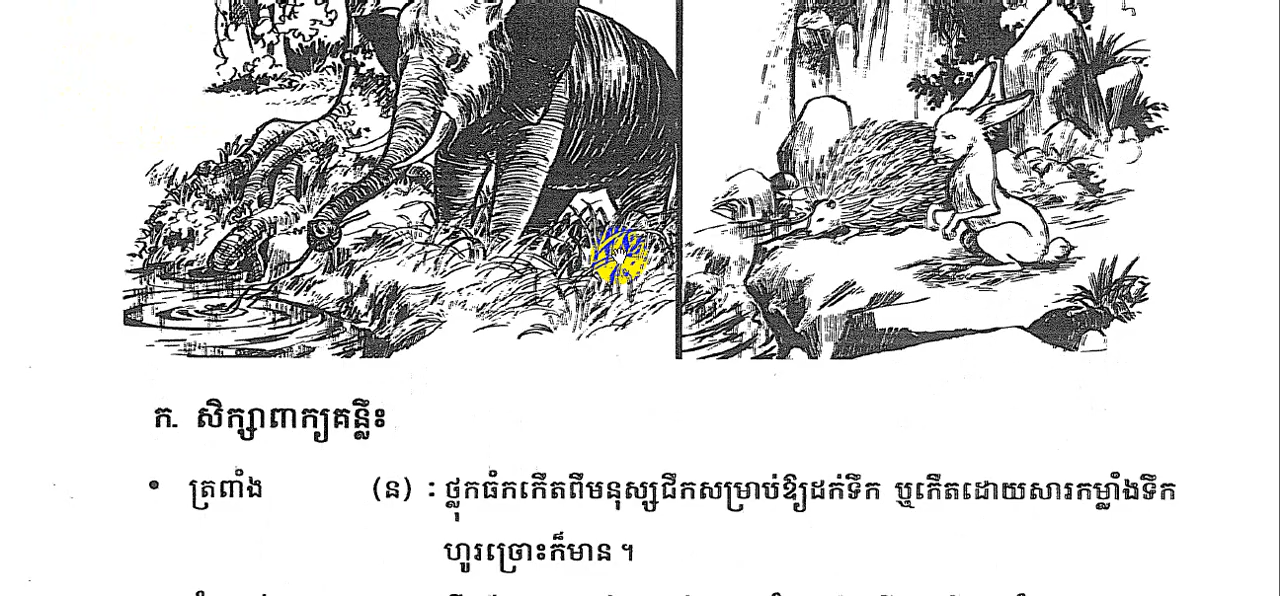 ក. សិក្សាពាក្យគន្លឹះ
• ត្រពាំង (ន) : ថ្លុកធំកកើតពីមនុស្សជីកសម្រាប់ឱ្យដក់ទឹក ឬកើតដោយសារកម្លាំងទឹក
ហូរច្រោះក៏មាន ។